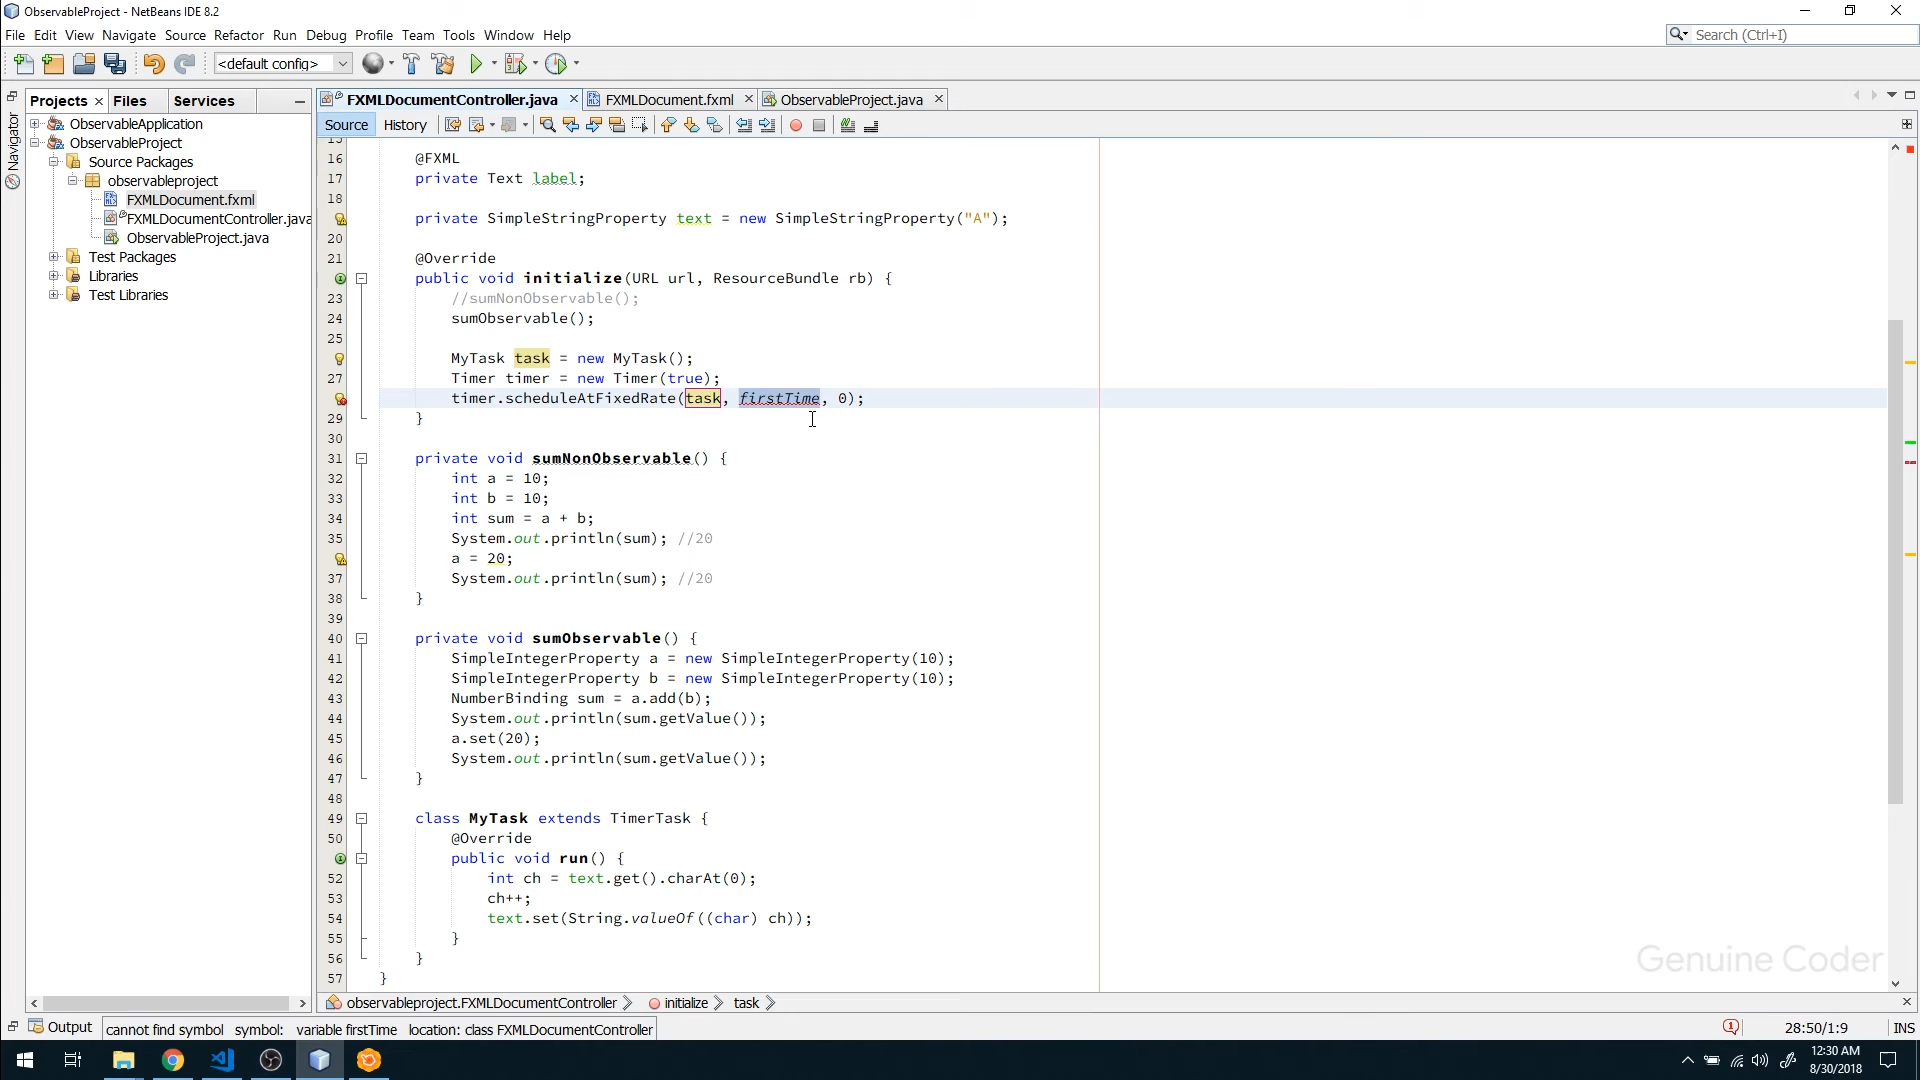 ObservableProject - NetBeans IDE 8.2
File Edit View Navigate Source Refactor Run Debug Profile Team Tools Window Help
Search (Ctrl+I)
<default config>
Projects Files Services
FXMLDocumentController.java FXMLDocument.fxml ObservableProject.java
Source History
Navigator
ObservableApplication
ObservableProject
Source Packages
observableproject
FXMLDocument.fxml
FXMLDocumentController.java
ObservableProject.java
Test Packages
Libraries
Test Libraries
15
16 @FXML
17 private Text label;
18
private SimpleStringProperty text = new SimpleStringProperty("A");
20
21 @Override
public void initialize(URL url, ResourceBundle rb) {
23 //sumNonObservable();
24 sumObservable();
25
MyTask task = new MyTask();
27 Timer timer = new Timer(true);
timer.scheduleAtFixedRate(task, firstTime, 0);
29 }
30
31 private void sumNonObservable() {
32 int a = 10;
33 int b = 10;
34 int sum = a + b;
35 System.out.println(sum); //20
a = 20;
37 System.out.println(sum); //20
38 }
39
40 private void sumObservable() {
41 SimpleIntegerProperty a = new SimpleIntegerProperty(10);
42 SimpleIntegerProperty b = new SimpleIntegerProperty(10);
43 NumberBinding sum = a.add(b);
44 System.out.println(sum.getValue());
45 a.set(20);
46 System.out.println(sum.getValue());
47 }
48
49 class MyTask extends TimerTask {
50 @Override
public void run() {
52 int ch = text.get().charAt(0);
53 ch++;
54 text.set(String.valueOf((char) ch));
55 }
56 }
57 }
Genuine Coder
observableproject.FXMLDocumentController initialize task
Output cannot find symbol symbol: variable firstTime location: class FXMLDocumentController
1 28:50/1:9 INS
12:30 AM
8/30/2018